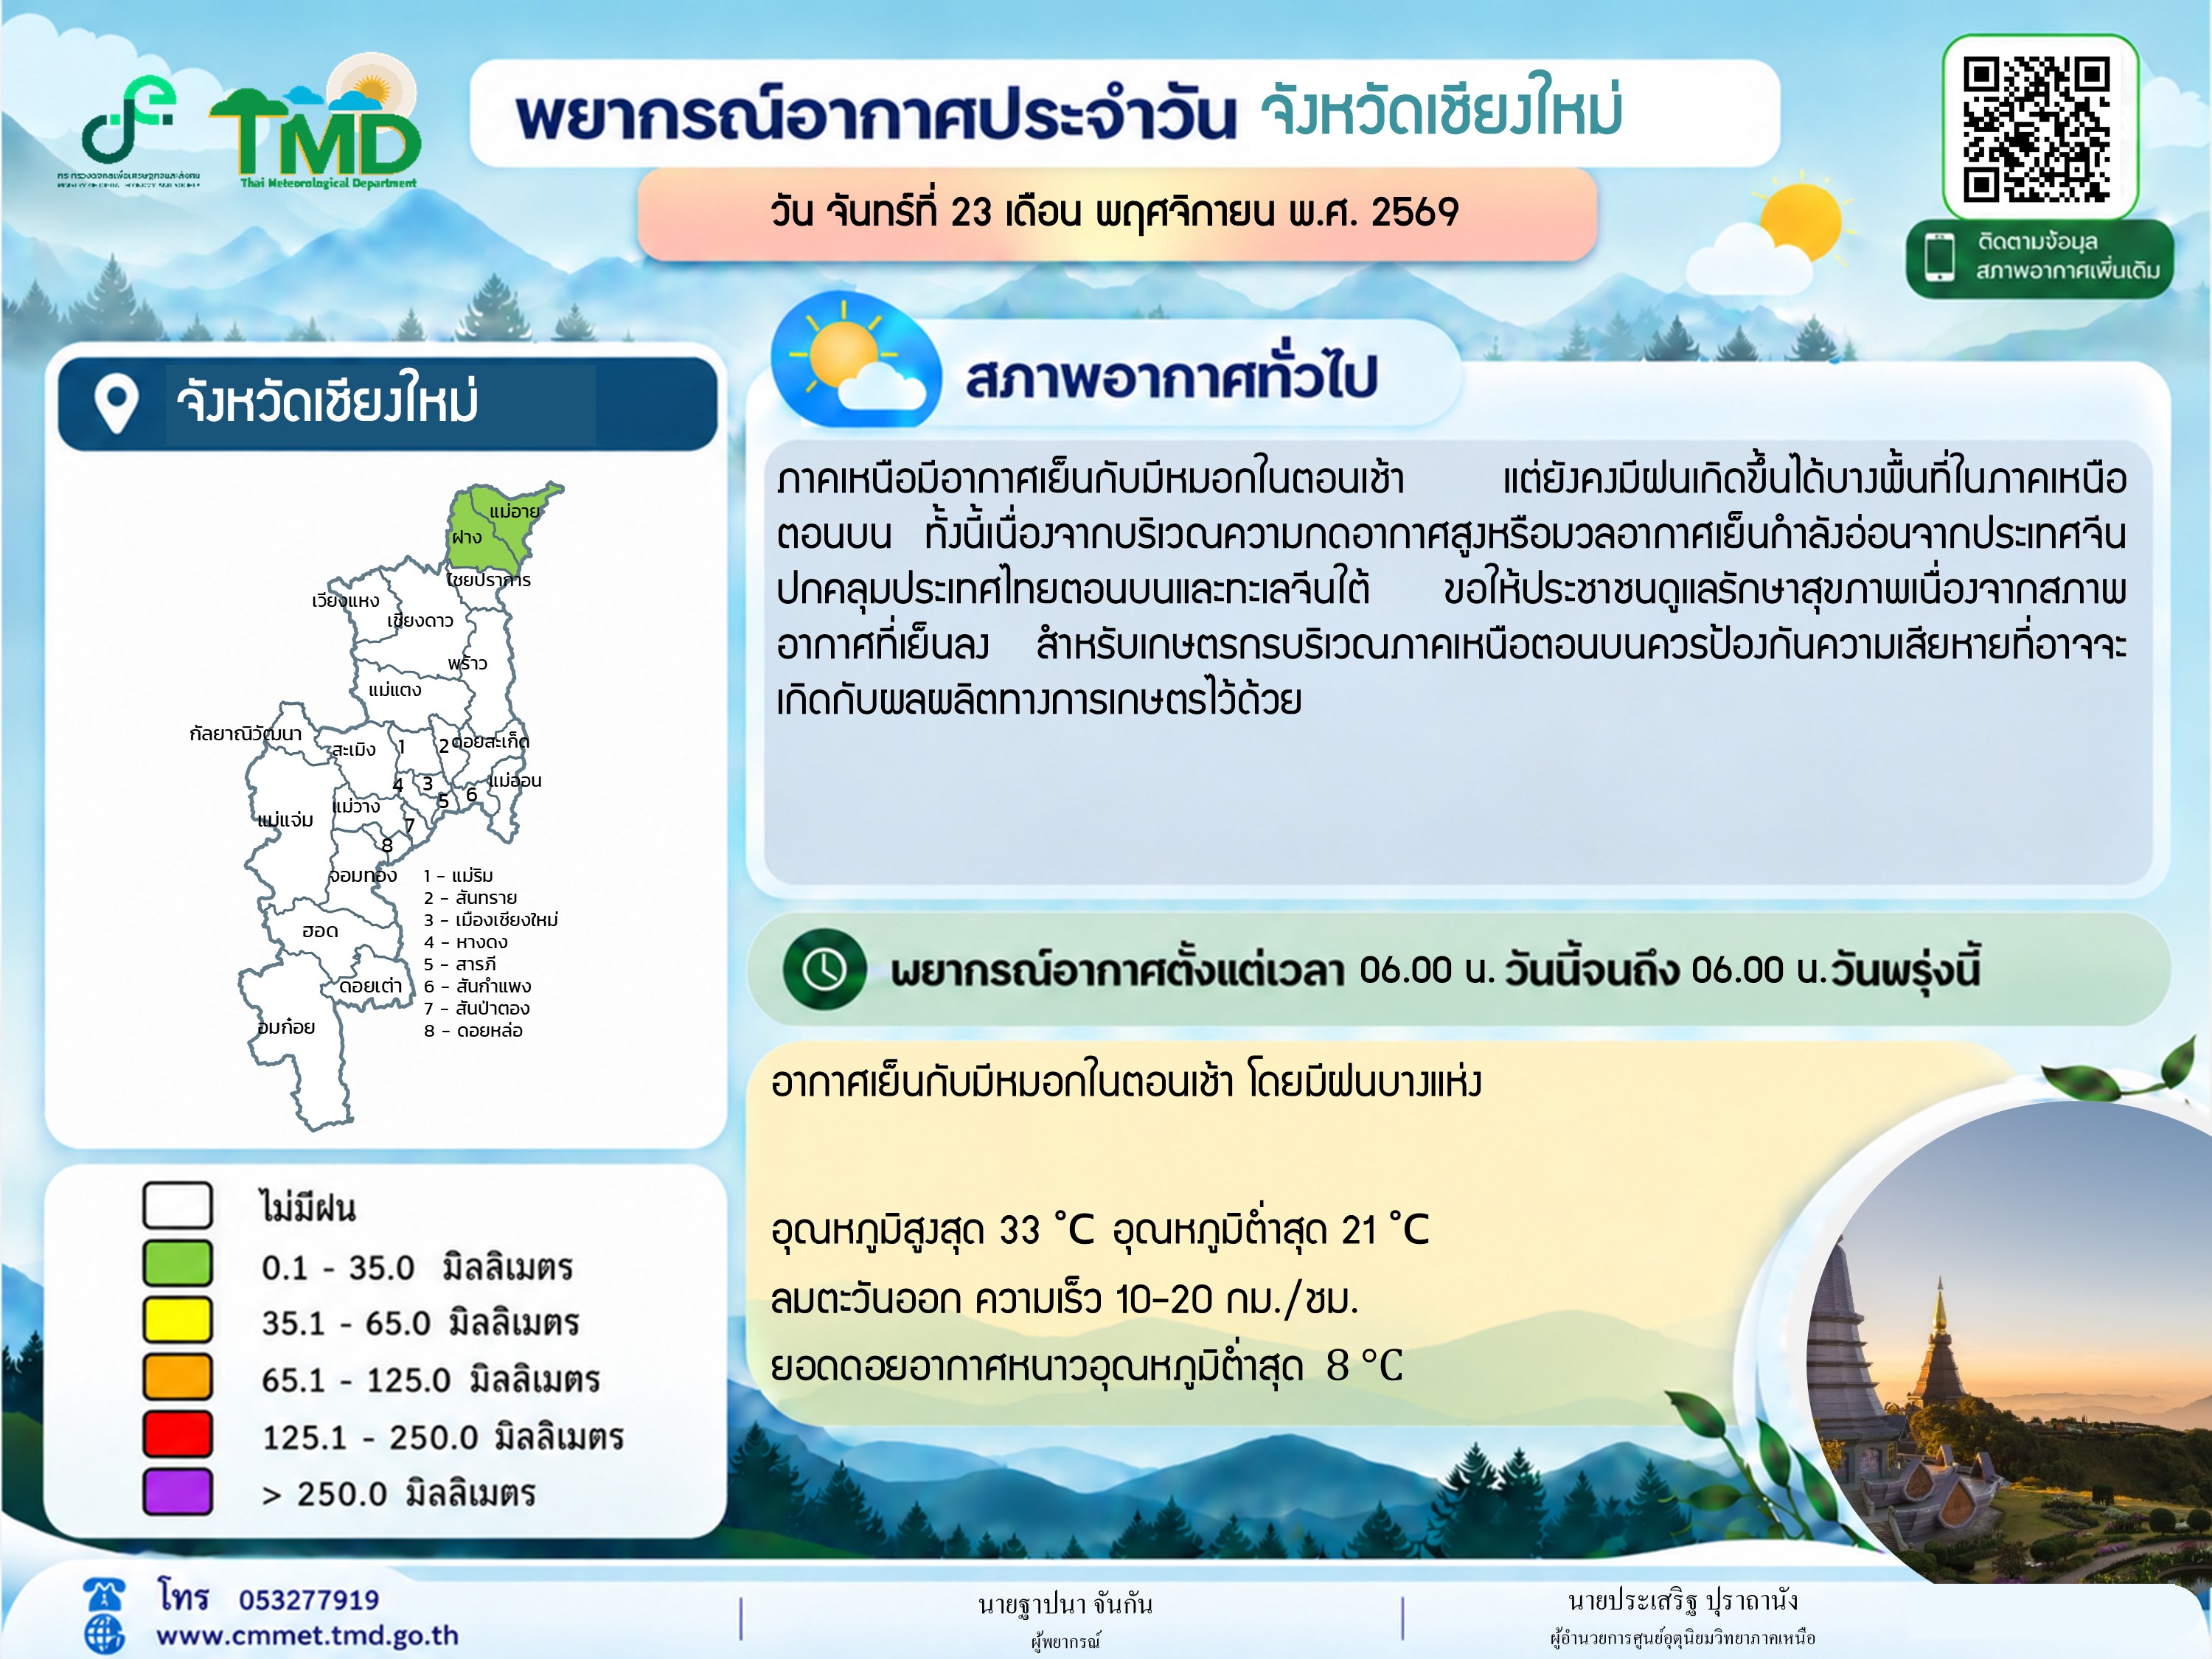 พยากรณ์อากาศประจำวัน จังหวัดเชียงใหม่
วัน จันทร์ที่ 23 เดือน พฤศจิกายน พ.ศ. 2569
TMD
Thai Meteorological Department
ติดตามข้อมูล
สภาพอากาศเพิ่มเติม
จังหวัดเชียงใหม่
แม่อาย
ฝาง
ไชยปราการ
เวียงแหง
เชียงดาว
พร้าว
แม่แตง
กัลยาณิวัฒนา
สะเมิง
1
2
ดอยสะเก็ด
4
3
5
6
แม่ออน
แม่วาง
แม่แจ่ม
7
8
จอมทอง
ฮอด
ดอยเต่า
อมก๋อย
1 - แม่ริม
2 - สันทราย
3 - เมืองเชียงใหม่
4 - หางดง
5 - สารภี
6 - สันกำแพง
7 - สันป่าตอง
8 - ดอยหล่อ
ไม่มีฝน
0.1 - 35.0 มิลลิเมตร
35.1 - 65.0 มิลลิเมตร
65.1 - 125.0 มิลลิเมตร
125.1 - 250.0 มิลลิเมตร
> 250.0 มิลลิเมตร
สภาพอากาศทั่วไป
ภาคเหนือมีอากาศเย็นกับมีหมอกในตอนเช้า แต่ยังคงมีฝนเกิดขึ้นได้บางพื้นที่ในภาคเหนือ
ตอนบน ทั้งนี้เนื่องจากบริเวณความกดอากาศสูงหรือมวลอากาศเย็นกำลังอ่อนจากประเทศจีน
ปกคลุมประเทศไทยตอนบนและทะเลจีนใต้ ขอให้ประชาชนดูแลรักษาสุขภาพเนื่องจากสภาพ
อากาศที่เย็นลง สำหรับเกษตรกรบริเวณภาคเหนือตอนบนควรป้องกันความเสียหายที่อาจจะ
เกิดกับผลผลิตทางการเกษตรไว้ด้วย
พยากรณ์อากาศตั้งแต่เวลา 06.00 น. วันนี้จนถึง 06.00 น. วันพรุ่งนี้
อากาศเย็นกับมีหมอกในตอนเช้า โดยมีฝนบางแห่ง
อุณหภูมิสูงสุด 33 °C อุณหภูมิต่ำสุด 21 °C
ลมตะวันออก ความเร็ว 10-20 กม./ชม.
ยอดดอยอากาศหนาวอุณหภูมิต่ำสุด 8 °C
โทร 053277919
www.cmmet.tmd.go.th
นายฐาปนา จันกัน
ผู้พยากรณ์
นายประเสริฐ ปุราถานัง
ผู้อำนวยการศูนย์อุตุนิยมวิทยาภาคเหนือ